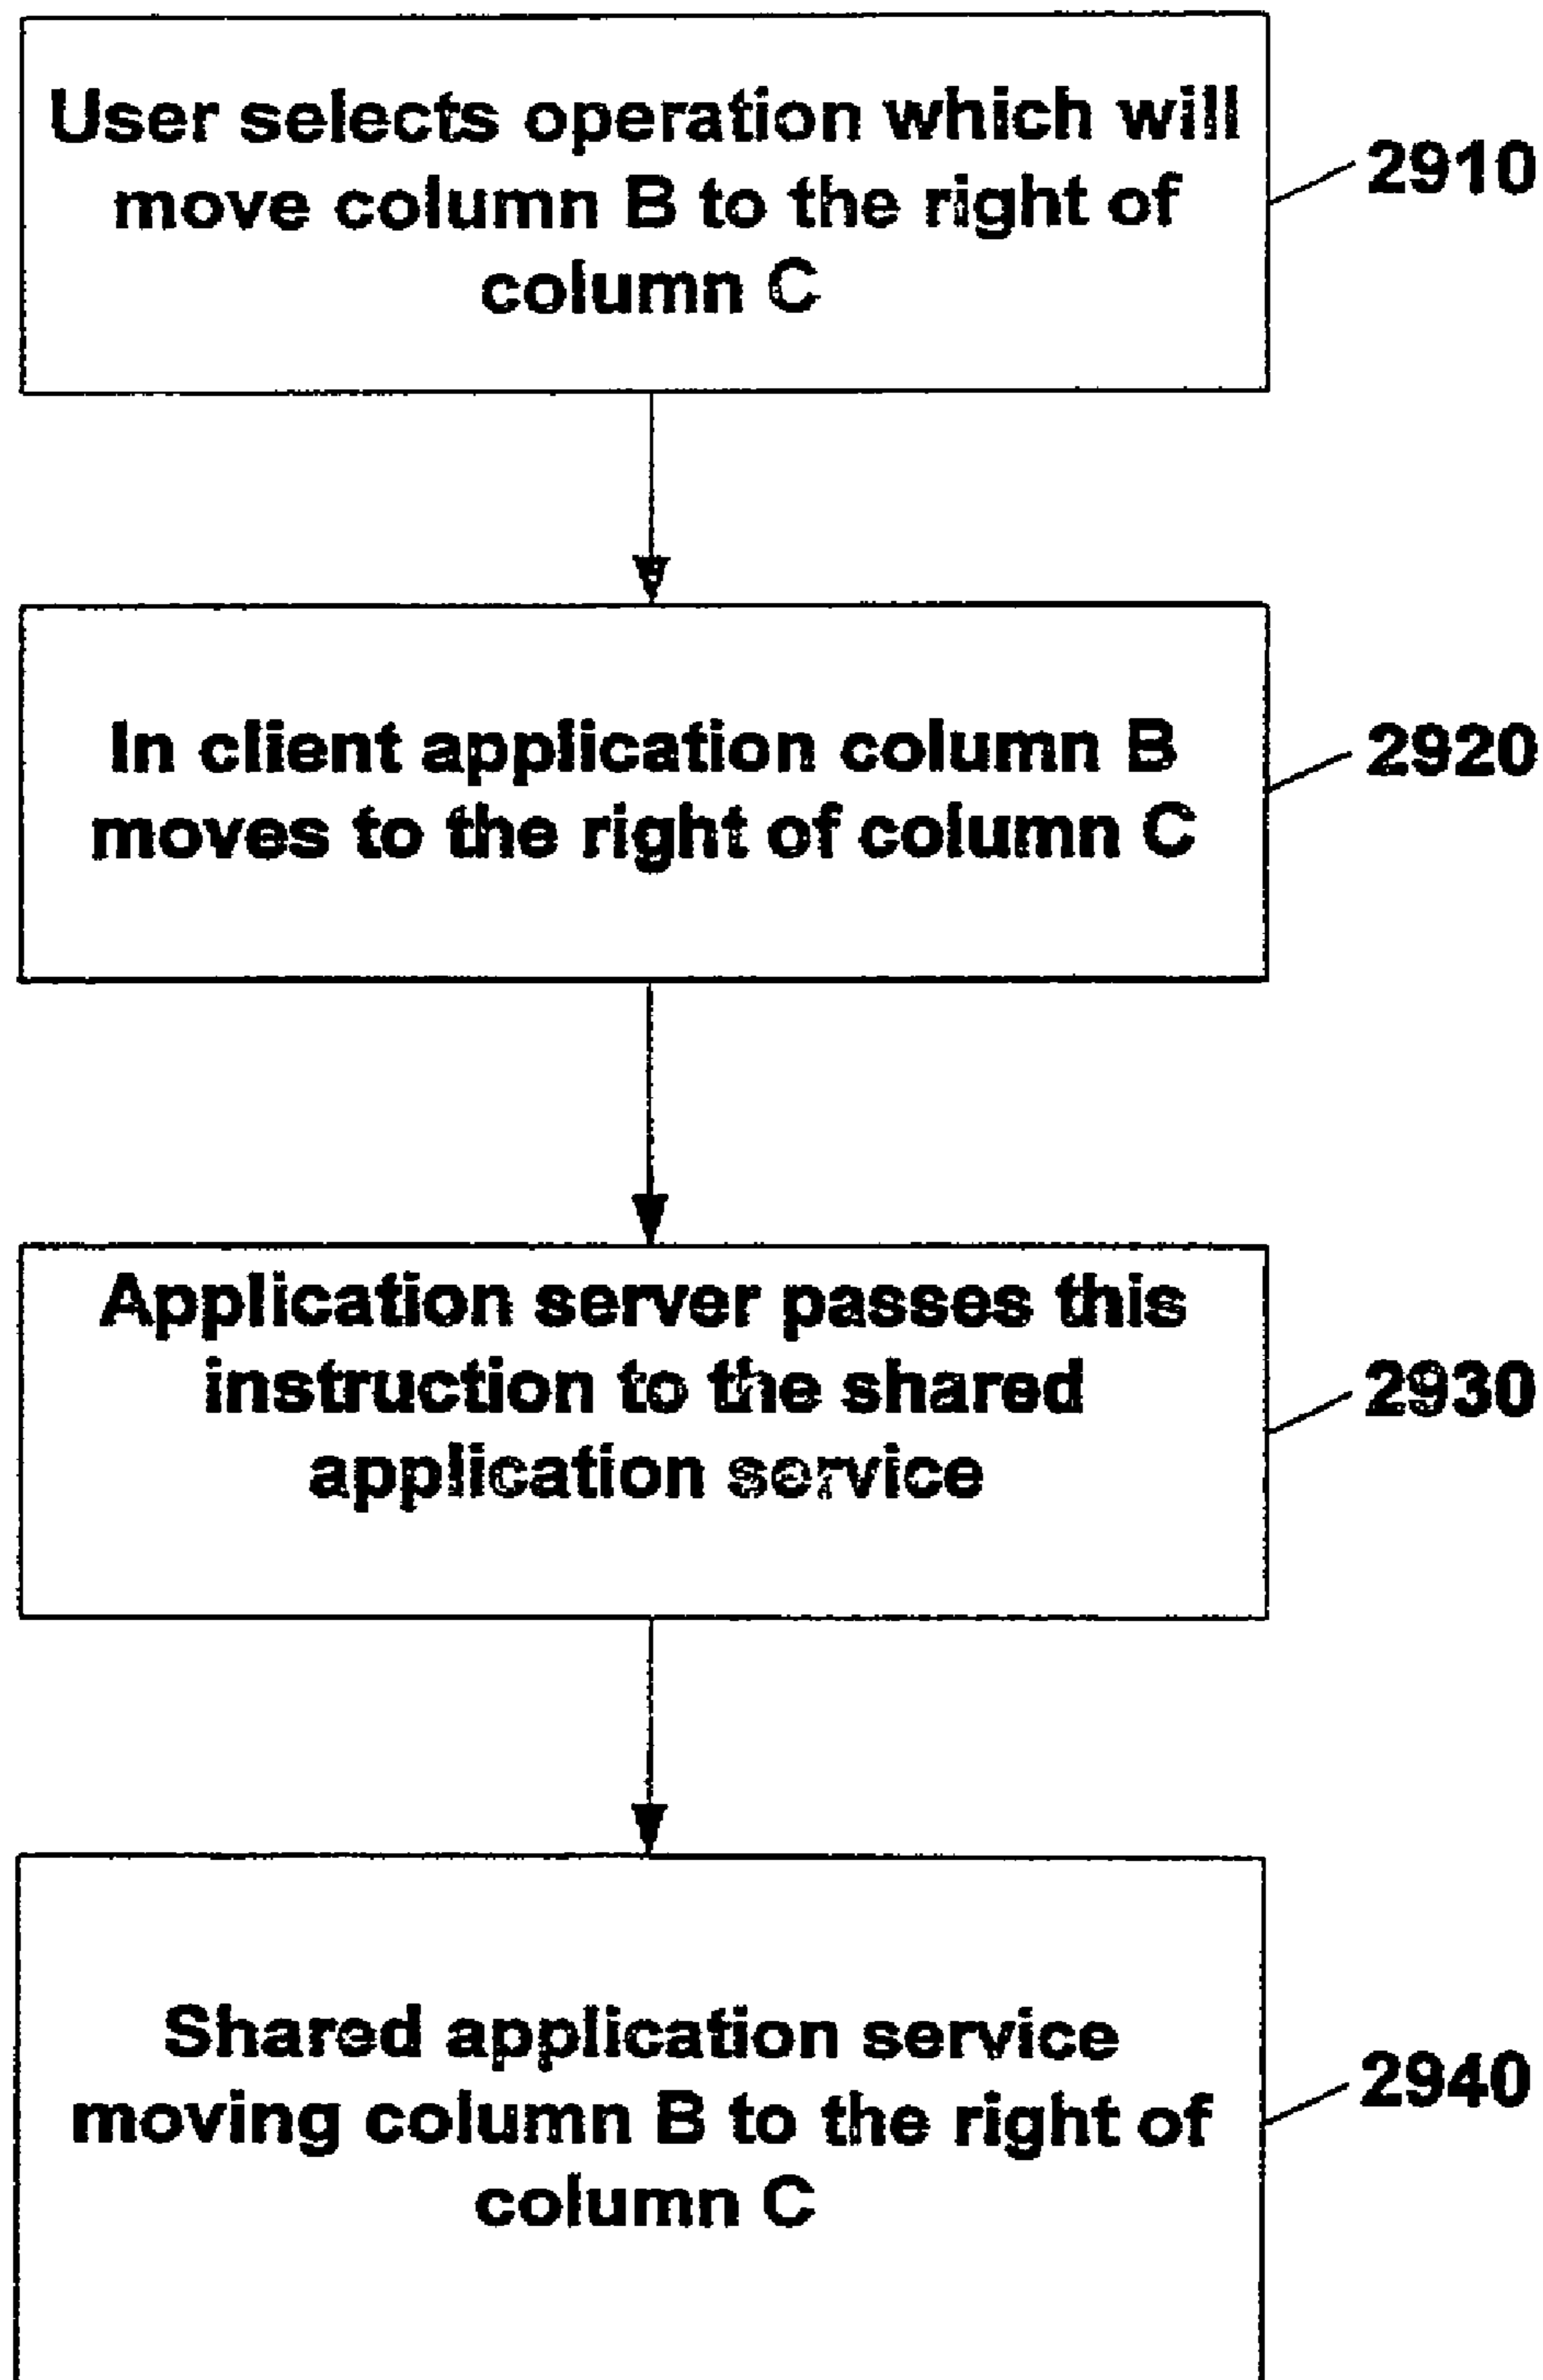 User selects operation which will
move column B to the right of
column C
2910
In client application column B
moves to the right of column C
2920
Application server passes this
instruction to the shared
application service
2930
Shared application service
moving column B to the right of
column C
2940